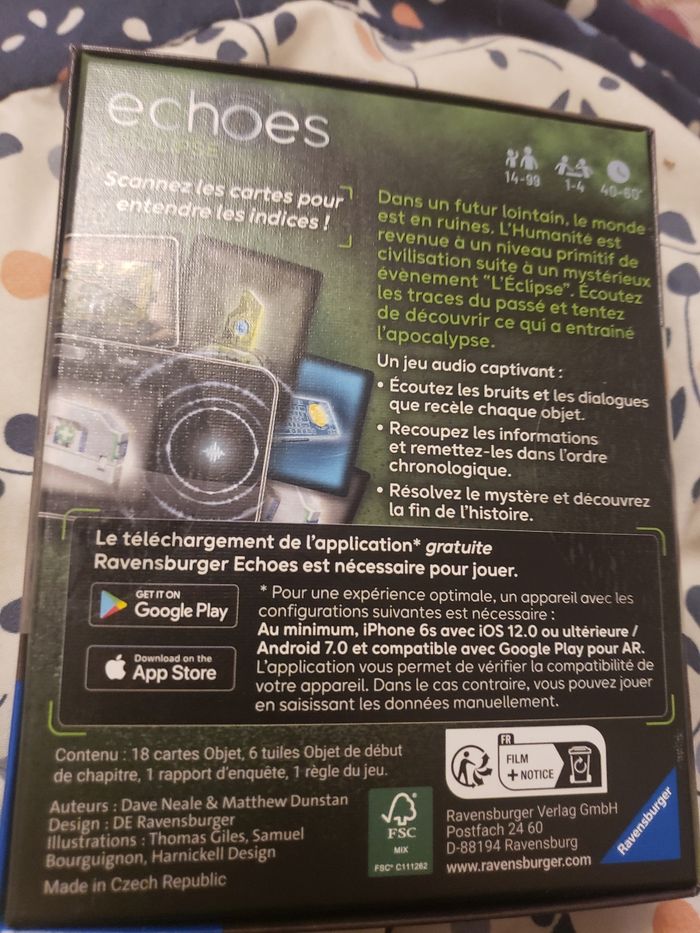 echoes
Scannez les cartes pour
entendre les indices !
14-99
1-4
40-60'
Dans un futur lointain, le monde
est en ruines. L'Humanité est
revenue à un niveau primitif de
civilisation suite à un mystérieux
évènement "L'Éclipse". Écoutez
les traces du passé et tentez
de découvrir ce qui a entraîné
l'apocalypse.
Un jeu audio captivant :
• Écoutez les bruits et les dialogues
que recèle chaque objet.
• Recoupez les informations
et remettez-les dans l'ordre
chronologique.
• Résolvez le mystère et découvrez
la fin de l'histoire.
Le téléchargement de l'application* gratuite
Ravensburger Echoes est nécessaire pour jouer.
GET IT ON
Google Play
Download on the
App Store
* Pour une expérience optimale, un appareil avec les
configurations suivantes est nécessaire :
Au minimum, iPhone 6s avec iOS 12.0 ou ultérieure /
Android 7.0 et compatible avec Google Play pour AR.
L'application vous permet de vérifier la compatibilité de
votre appareil. Dans le cas contraire, vous pouvez jouer
en saisissant les données manuellement.
Contenu : 18 cartes Objet, 6 tuiles Objet de début
de chapitre, 1 rapport d'enquête, 1 règle du jeu.
Auteurs : Dave Neale & Matthew Dunstan
Design : DE Ravensburger
Illustrations : Thomas Giles, Samuel
Bourguignon, Harnickell Design
Made in Czech Republic
FSC
MIX
FSC® C111262
FR
FILM
+ NOTICE
Ravensburger Verlag GmbH
Postfach 24 60
D-88194 Ravensburg
www.ravensburger.com
Ravensburger